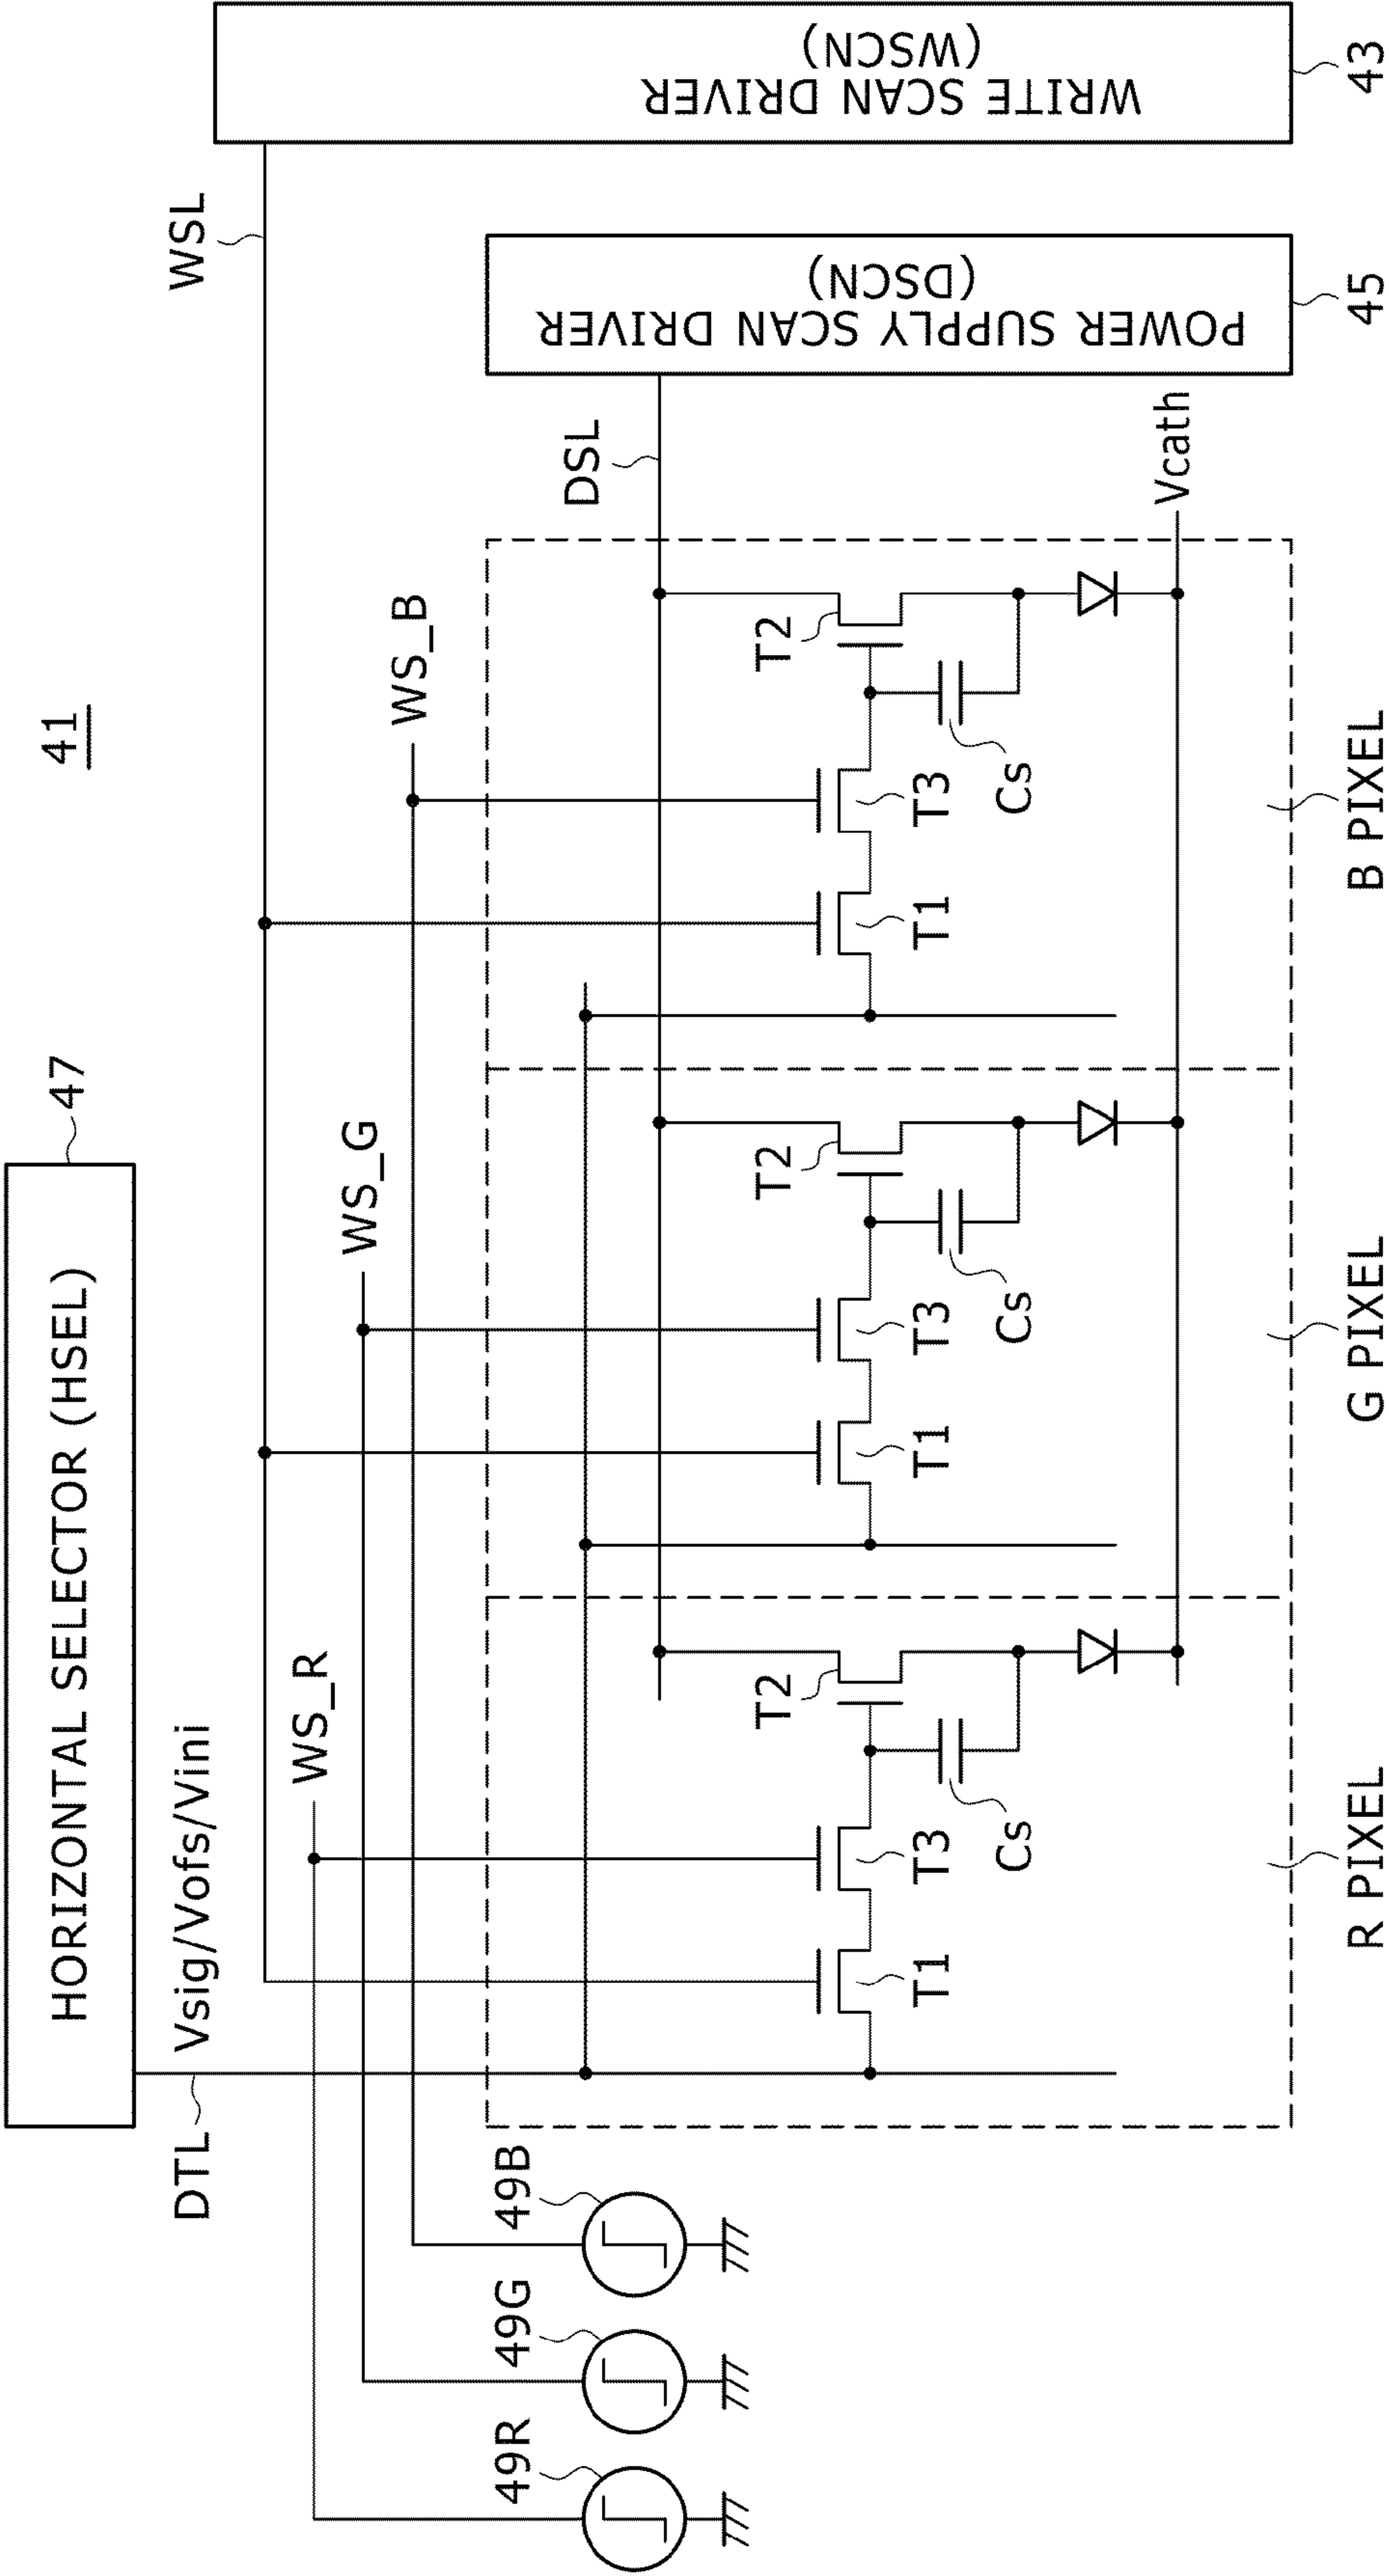 41
HORIZONTAL SELECTOR (HSEL)
47
DTL
Vsig/Vofs/Vini
WSL
WS_R
WS_G
WS_B
49R
49G
49B
DSL
T2
T2
T2
T1
T3
Cs
T1
T3
Cs
T1
T3
Cs
Vcath
POWER SUPPLY SCAN DRIVER
(DSCN)
45
WRITE SCAN DRIVER
(WSCN)
43
R PIXEL
G PIXEL
B PIXEL